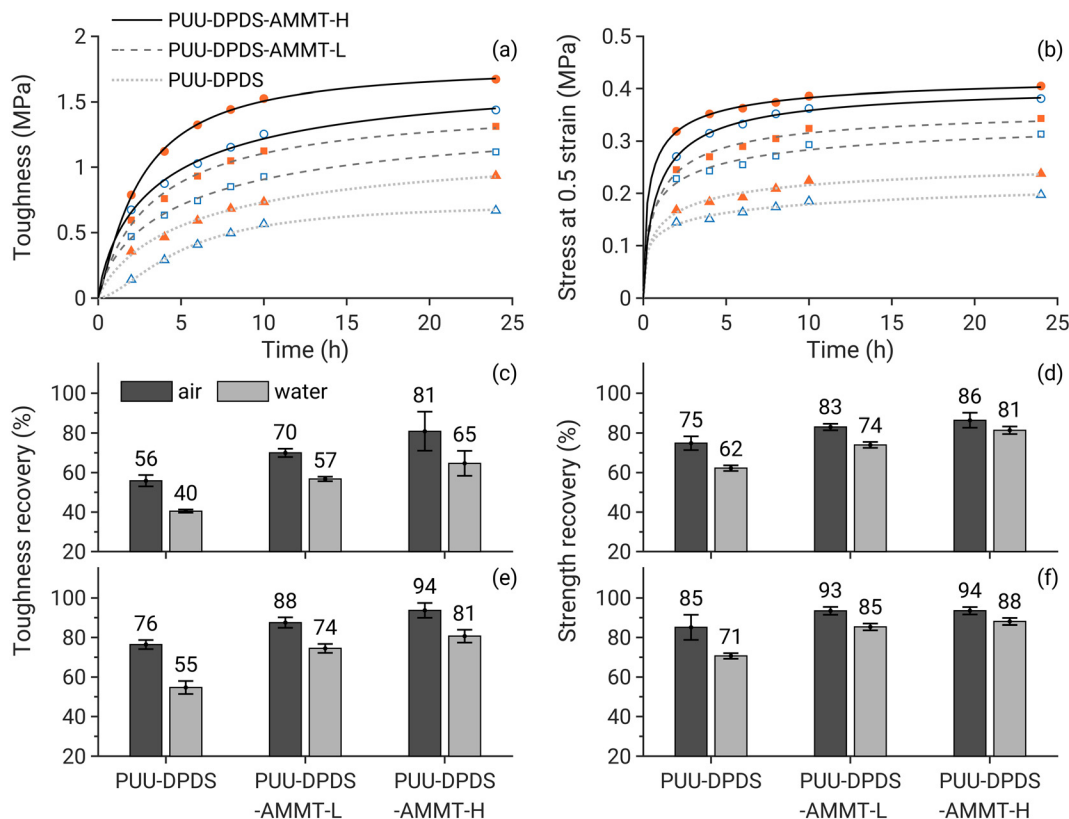 PUU-DPDS-AMMT-H
PUU-DPDS-AMMT-L
PUU-DPDS
(a)
Toughness (MPa)
2
1.5
1
0.5
0
0 5 10 15 20 25
Time (h)
(b)
Stress at 0.5 strain (MPa)
0.5
0.4
0.3
0.2
0.1
0
0 5 10 15 20 25
Time (h)
(c)
air water
Toughness recovery (%)
100
80
60
40
20
56 40 70 57 81 65
(d)
Strength recovery (%)
100
80
60
40
20
75 62 83 74 86 81
(e)
100
80
60
40
20
76 55 88 74 94 81
PUU-DPDS PUU-DPDS PUU-DPDS
-AMMT-L -AMMT-H
(f)
100
80
60
40
20
85 71 93 85 94 88
PUU-DPDS PUU-DPDS PUU-DPDS
-AMMT-L -AMMT-H